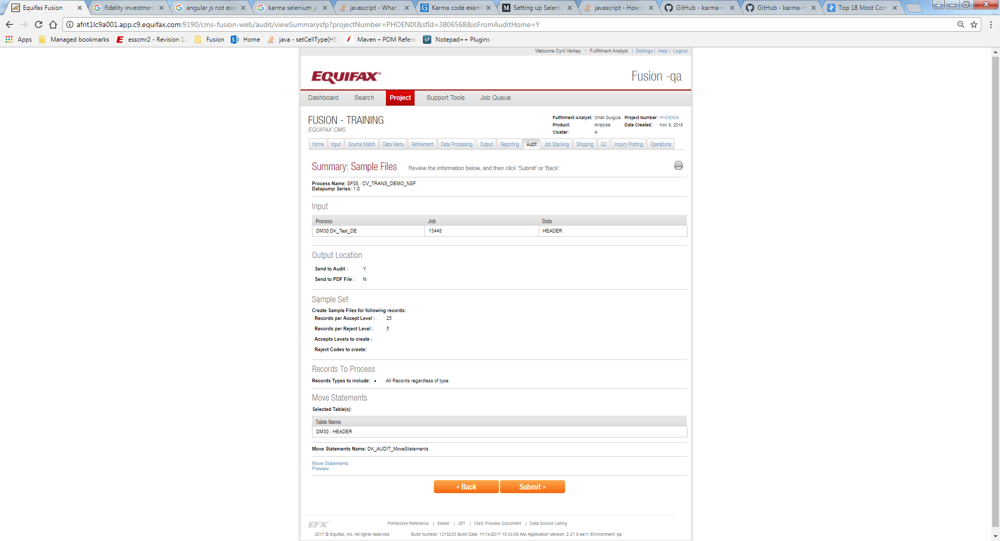 Equifax Fusion
fidelity investment
angular js not exe
karma selenium ja
javascript - What
Karma code exam
Setting up Seleni
javascript - How d
GitHub - karma-ru
GitHub - karma-ru
Top 18 Most Com
afnt1lc9a001.app.c9.equifax.com:9190/cms-fusion-web/audit/viewSummarysfp?projectNumber=PHOENIX&sfId=3806568&isFromAuditHome=Y
Apps Managed bookmarks esscmr2 - Revision 12 Fusion Home java - setCellType(HS Maven – POM Refere Notepad++ Plugins -
Welcome Cyril Varkey - Fulfillment Analyst | Settings | Help | Logout
EQUIFAX®
Fusion -qa
Dashboard Search Project Support Tools Job Queue
FUSION - TRAINING
EQUIFAX CMS
Fulfillment Analyst: Onail Gulgula Project Number: PHOENIX
Product: Analysis Date Created: Nov 9, 2016
Cluster: A
Home Input Source Match Data Menu Refinement Data Processing Output Reporting Audit Job Stacking Shipping QC Inquiry Posting Operations
Summary: Sample Files Review the information below, and then click 'Submit' or 'Back'.
Process Name: SF08 : CV_TRANS_DEMO_NSF
Datapump Series: 1.0
Input
Process Job Data
DM30:DK_Test_DE 13448 HEADER
Output Location
Send to Audit : Y
Send to PDF File : N
Sample Set
Create Sample Files for following records:
Records per Accept Level : 25
Records per Reject Level : 5
Accepts Levels to create :
Reject Codes to create:
Records To Process
Records Types to include: • All Records regardless of type
Move Statements
Selected Table(s):
Table Name
DM30 : HEADER
Move Statements Name: DK_AUDIT_MoveStatements
Move Statements
Preview
« Back Submit »
EFX
Pointscore Reference | Siebel | JET | CMS Process Document | Data Source Listing
2017 © Equifax, Inc. All rights reserved. Build Number: 1218235 Build Date: 11/14/2017 10:34:56 AM Application Version: 2.27.0-ea11 Environment: qa